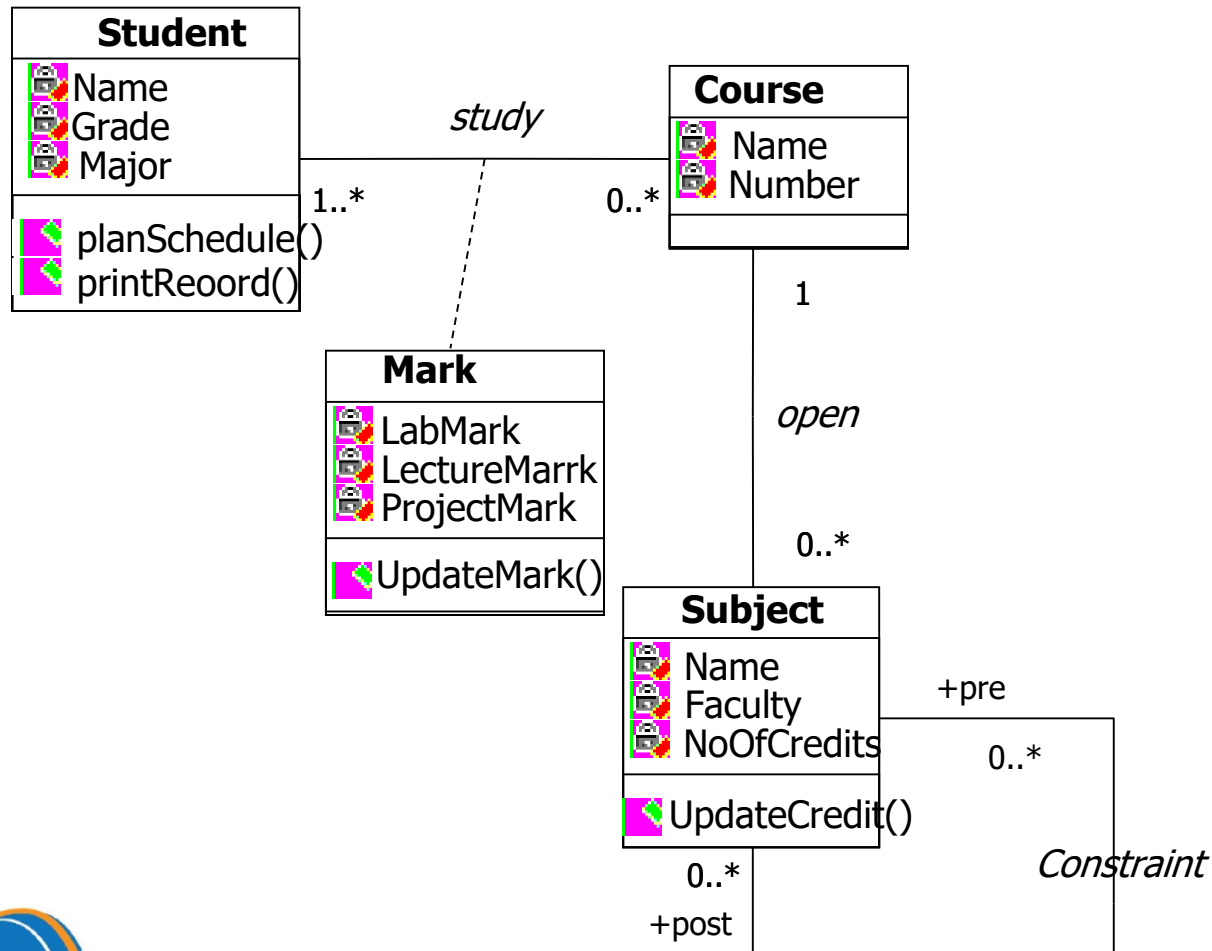 Student
Name
Grade
Major
planSchedule()
printReoord()
study
1..*
0..*
Course
Name
Number
1
open
0..*
Mark
LabMark
LectureMarrk
ProjectMark
UpdateMark()
Subject
Name
Faculty
NoOfCredits
UpdateCredit()
+pre
0..*
Constraint
0..*
+post